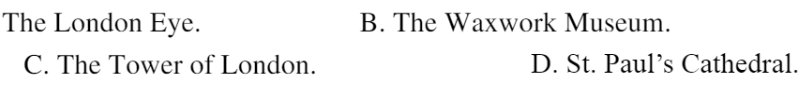 The London Eye. B. The Waxwork Museum.
C. The Tower of London. D. St. Paul's Cathedral.